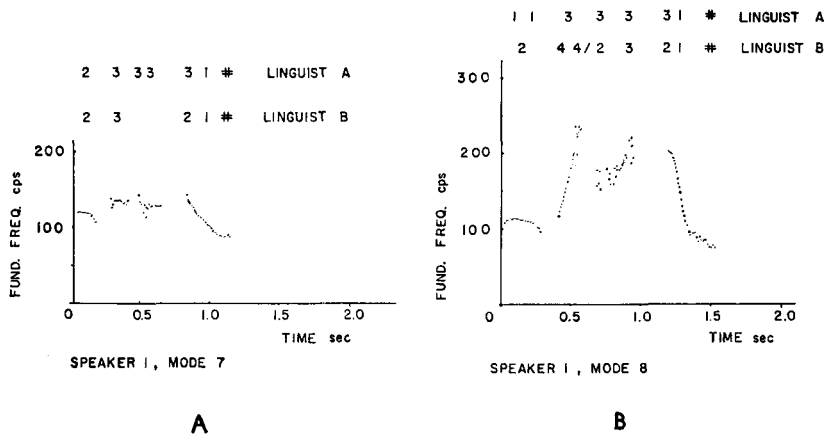 2 3 3 3 3 1 # LINGUIST A
2 3 2 1 # LINGUIST B
200
100
FUND. FREQ. cps
0 0.5 1.0 2.0
TIME sec
SPEAKER 1, MODE 7
A
1 1 3 3 3 3 1 # LINGUIST A
2 4 4/2 3 2 1 # LINGUIST B
300
200
100
FUND. FREQ. cps
0 0.5 1.0 1.5 2.0
TIME sec
SPEAKER 1, MODE 8
B